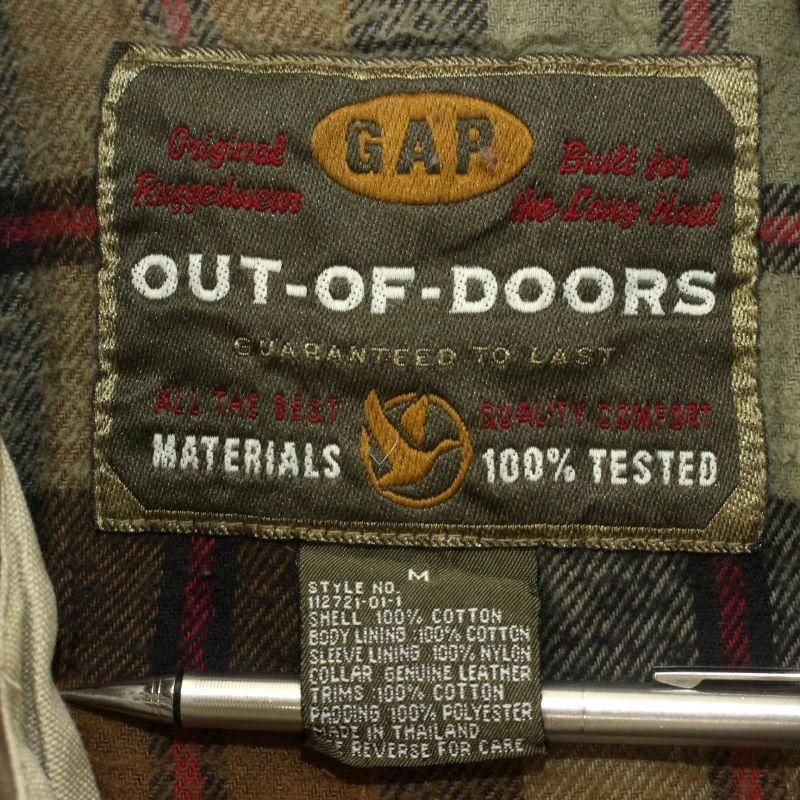 GAP
Original Ruggedwear
Built for the Long Haul
OUT-OF-DOORS
GUARANTEED TO LAST
ALL THE BEST MATERIALS
QUALITY COMFORT 100% TESTED
M
STYLE NO.
112721-01-1
SHELL 100% COTTON
BODY LINING 100% COTTON
SLEEVE LINING 100% NYLON
COLLAR GENUINE LEATHER
TRIMS 100% COTTON
PADDING 100% POLYESTER
MADE IN THAILAND
REVERSE FOR CARE